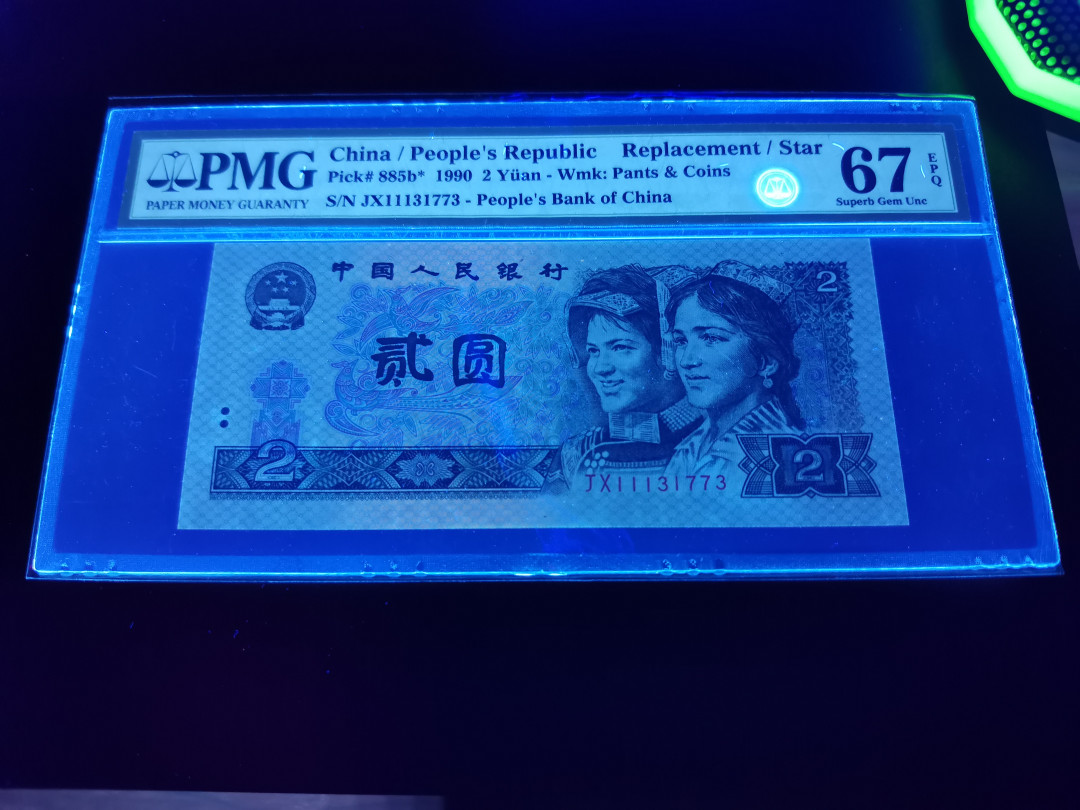 PMG
PAPER MONEY GUARANTY
China / People's Republic Replacement / Star
Pick# 885b* 1990 2 Yüan - Wmk: Pants & Coins
S/N JX11131773 - People's Bank of China
67
EPQ
Superb Gem Unc
中国人民银行
2
贰圆
2
2
JX11131773